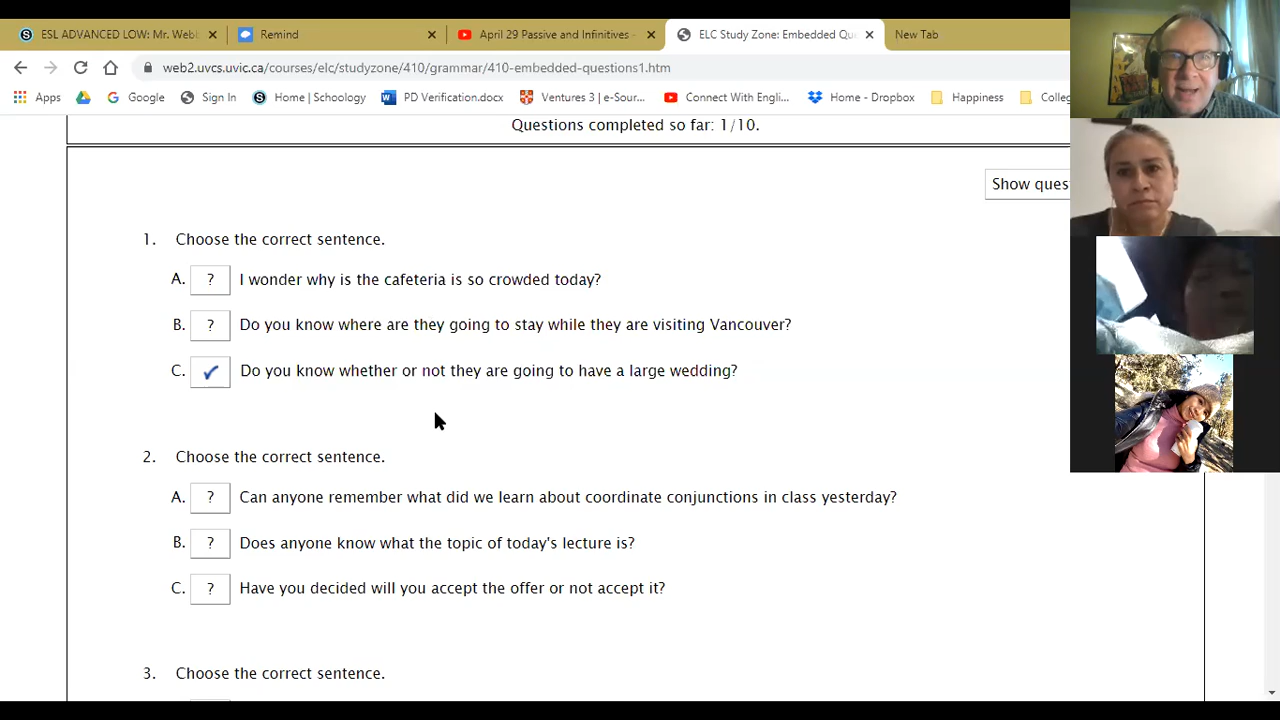 ESL ADVANCED LOW: Mr. Web
Remind
April 29 Passive and Infinitives
ELC Study Zone: Embedded Qu
New Tab
web2.uvcs.uvic.ca/courses/elc/studyzone/410/grammar/410-embedded-questions1.htm
Apps
Google
Sign In
Home | Schoology
PD Verification.docx
Ventures 3 | e-Sour...
Connect With Engli...
Home - Dropbox
Happiness
Colleg
Questions completed so far: 1/10.
Show ques
1. Choose the correct sentence.
A. ? I wonder why is the cafeteria is so crowded today?
B. ? Do you know where are they going to stay while they are visiting Vancouver?
C. Do you know whether or not they are going to have a large wedding?
2. Choose the correct sentence.
A. ? Can anyone remember what did we learn about coordinate conjunctions in class yesterday?
B. ? Does anyone know what the topic of today's lecture is?
C. ? Have you decided will you accept the offer or not accept it?
3. Choose the correct sentence.